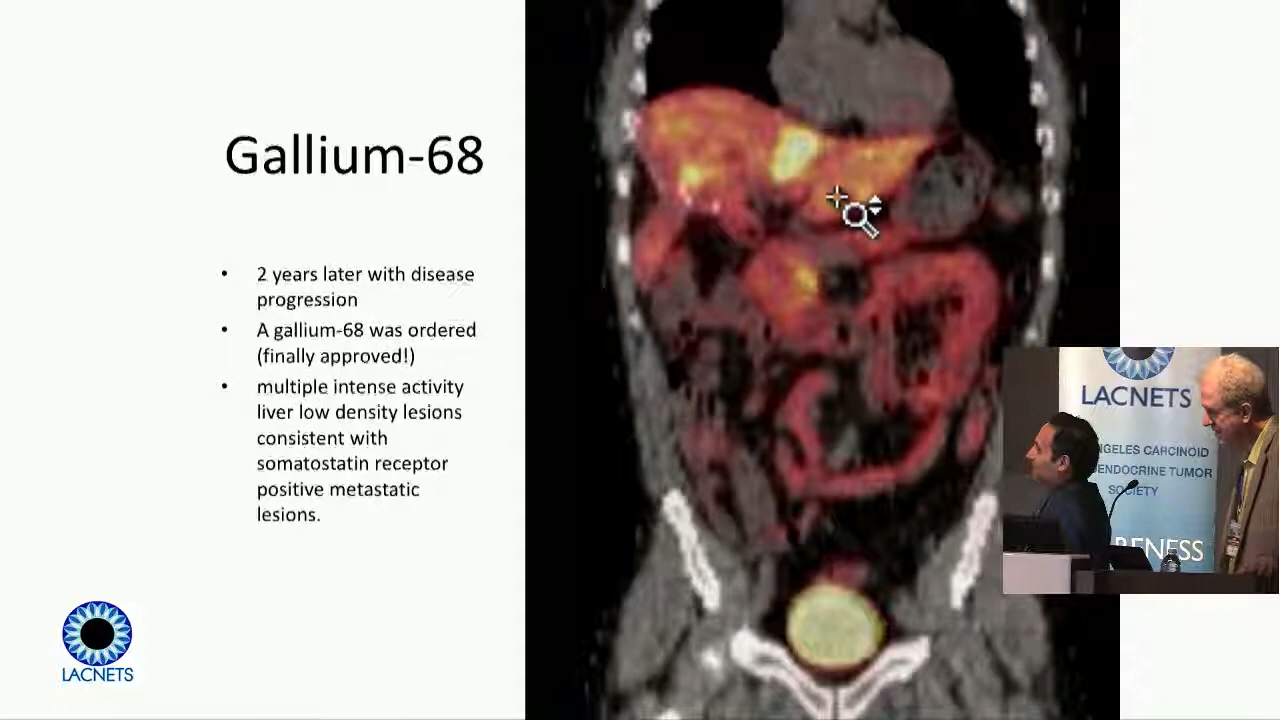 Gallium-68
• 2 years later with disease
progression
• A gallium-68 was ordered
(finally approved!)
• multiple intense activity
liver low density lesions
consistent with
somatostatin receptor
positive metastatic
lesions.
LACNETS
LACNETS
NGELES CARCINOID
ENDOCRINE TUMOR
SOCIETY
RENESS